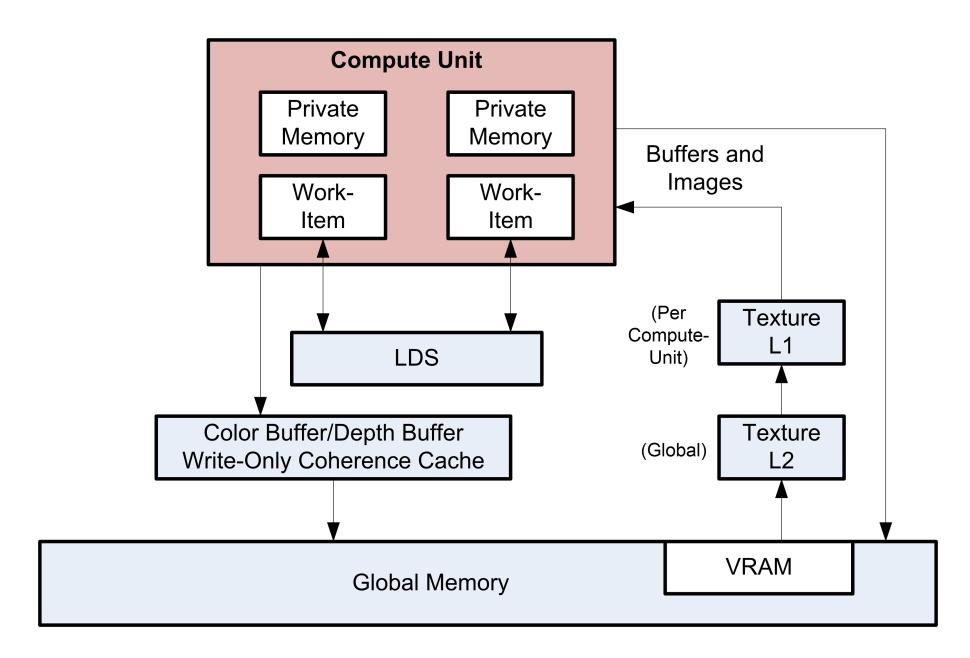 Compute Unit
Private
Memory
Private
Memory
Work-
Item
Work-
Item
Buffers and
Images
(Per
Compute-
Unit)
Texture
L1
LDS
Color Buffer/Depth Buffer
Write-Only Coherence Cache
(Global)
Texture
L2
Global Memory
VRAM